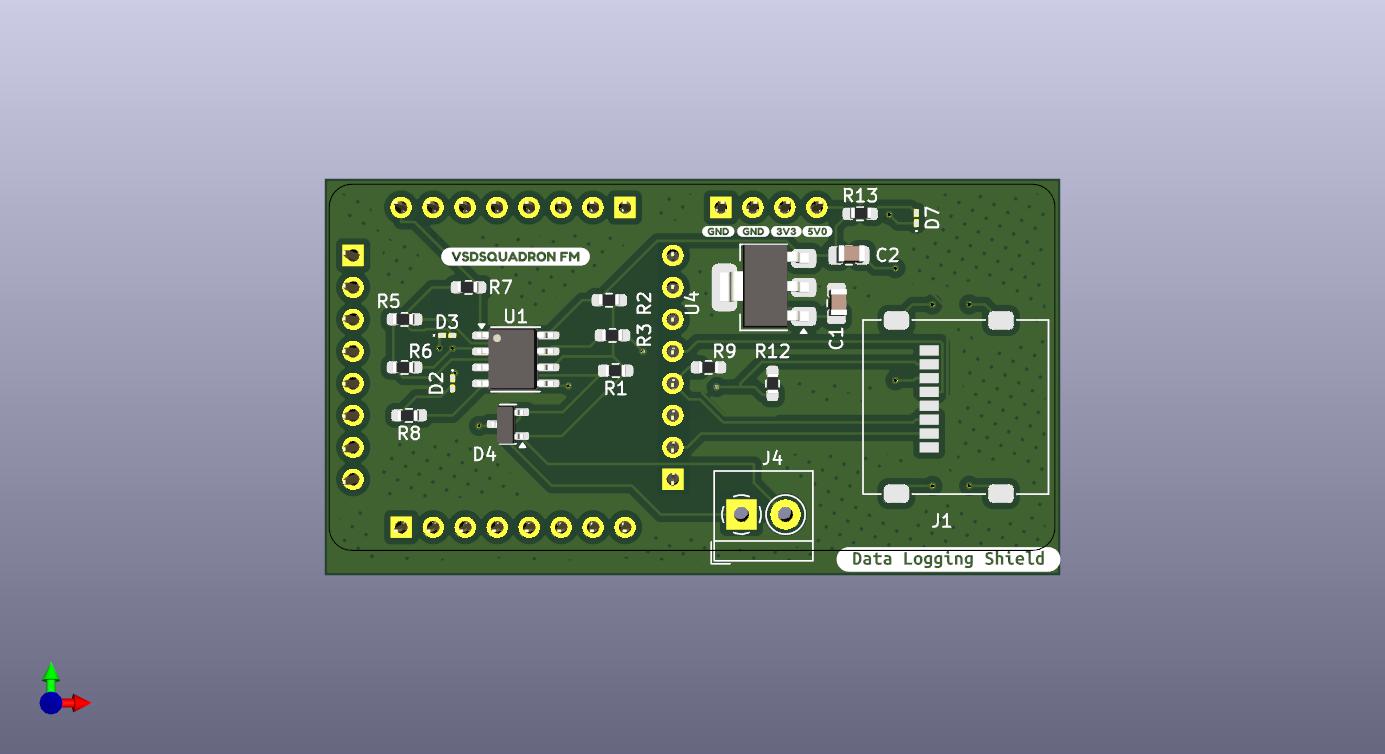 R13
D7
GND GND 3V3 5V0
VSDSQUADRON FM
C2
R7
R5
R2
U4
U1
D3
R3
C1
R6
R9
R12
D2
R1
R8
D4
J4
J1
Data Logging Shield